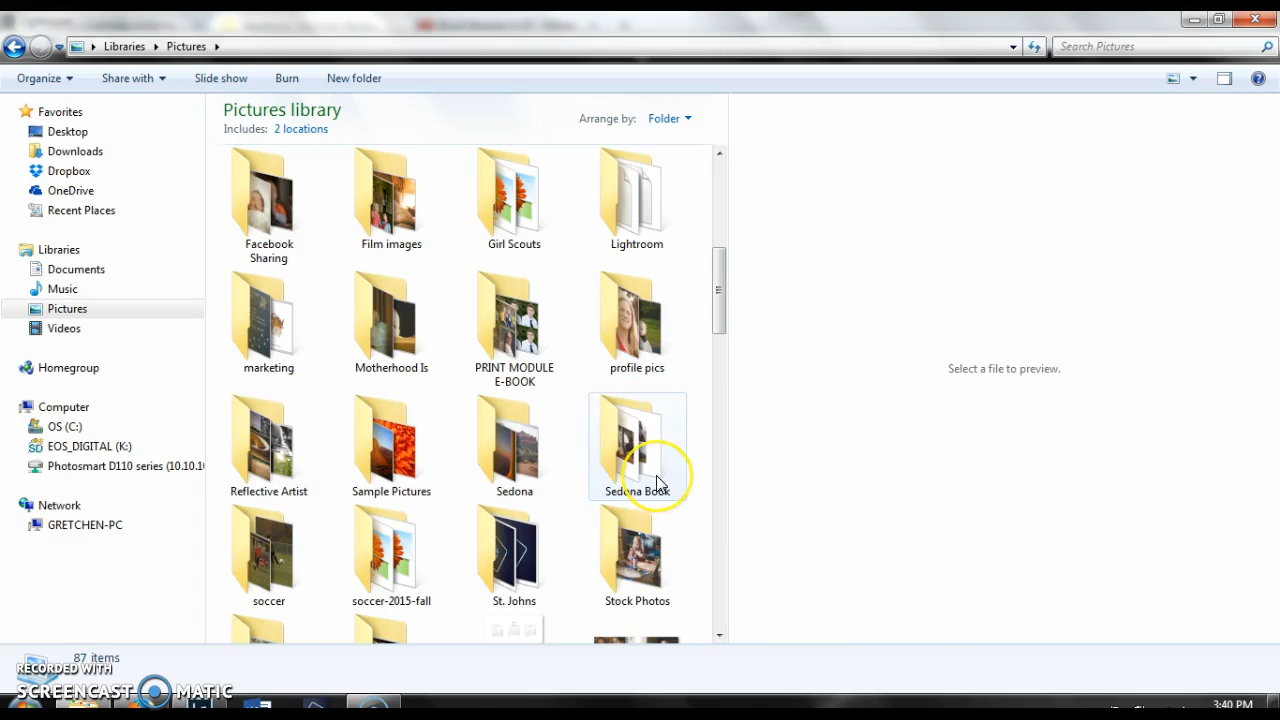 Libraries Pictures
Search Pictures
Organize Share with Slide show Burn New folder
Favorites
Desktop
Downloads
Dropbox
OneDrive
Recent Places
Libraries
Documents
Music
Pictures
Videos
Homegroup
Computer
OS (C:)
EOS_DIGITAL (K:)
Photosmart D110 series (10.10.10
Network
GRETCHEN-PC
Pictures library
Includes: 2 locations
Arrange by: Folder
Facebook Sharing
Film images
Girl Scouts
Lightroom
marketing
Motherhood Is
PRINT MODULE E-BOOK
profile pics
Reflective Artist
Sample Pictures
Sedona
Sedona Book
soccer
soccer-2015-fall
St. Johns
Stock Photos
Select a file to preview.
87 items
RECORDED WITH
SCREENCAST MATIC
3:40 PM